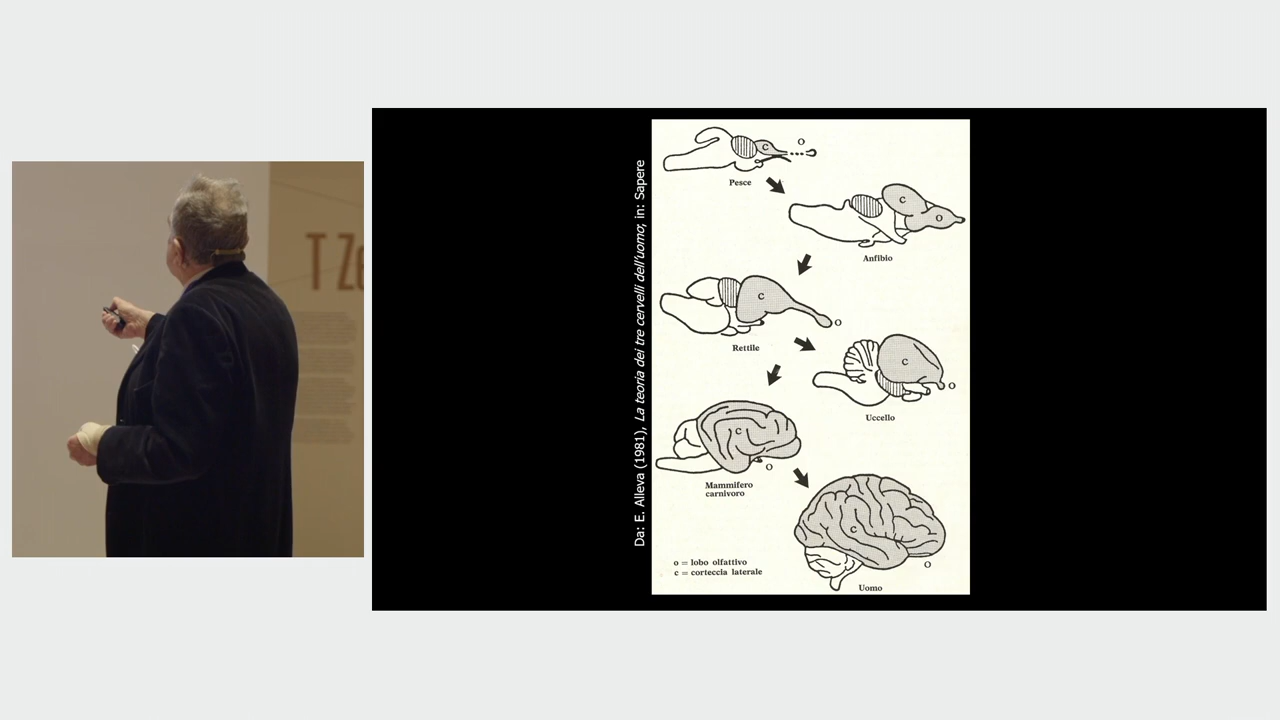 T Ze
Da: E. Alleva (1981), La teoria dei tre cervelli dell'uomo; in: Sapere
C
O
Pesce
C
O
Anfibio
C
O
Rettile
C
O
Uccello
C
O
Mammifero
carnivoro
C
O
Uomo
o = lobo olfattivo
c = corteccia laterale